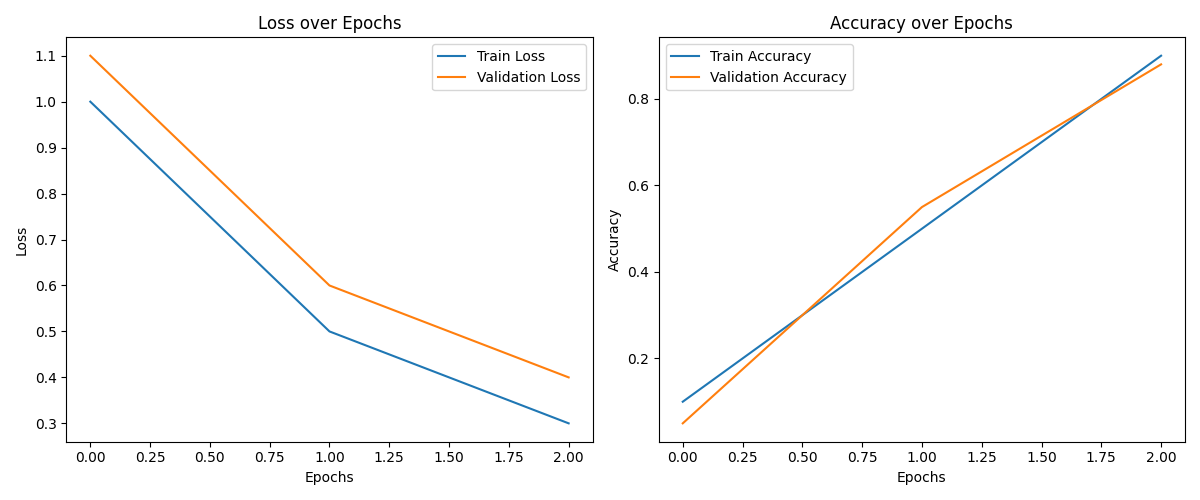 Loss over Epochs
Train Loss
Validation Loss
1.1
1.0
0.9
0.8
0.7
0.6
0.5
0.4
0.3
Loss
0.00 0.25 0.50 0.75 1.00 1.25 1.50 1.75 2.00
Epochs
Accuracy over Epochs
Train Accuracy
Validation Accuracy
0.8
0.6
0.4
0.2
Accuracy
0.00 0.25 0.50 0.75 1.00 1.25 1.50 1.75 2.00
Epochs